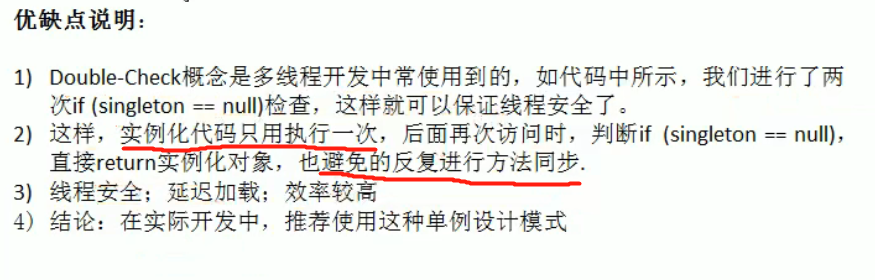 优缺点说明：
1) Double-Check概念是多线程开发中常使用到的，如代码中所示，我们进行了两
次if (singleton == null)检查，这样就可以保证线程安全了。
2) 这样，实例化代码只用执行一次，后面再次访问时，判断if (singleton == null)，
直接return实例化对象，也避免的反复进行方法同步.
3) 线程安全；延迟加载；效率较高
4) 结论：在实际开发中，推荐使用这种单例设计模式